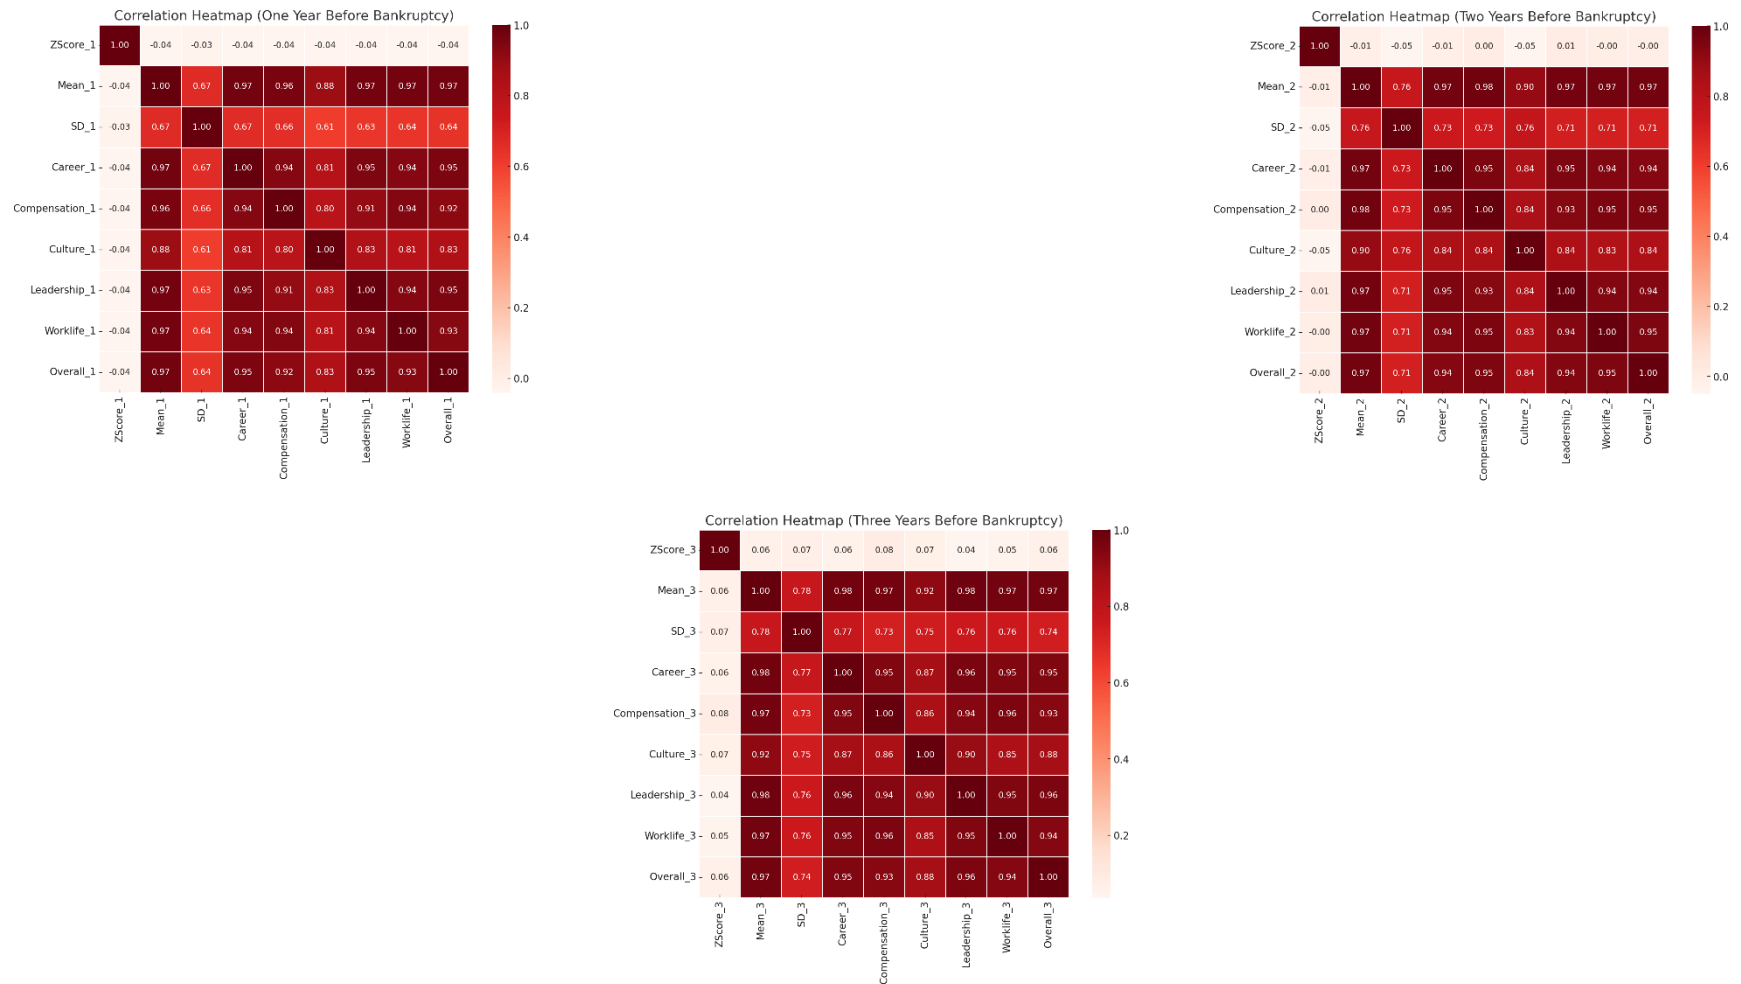 Correlation Heatmap (One Year Before Bankruptcy)
ZScore_1 1.00 -0.04 -0.03 -0.04 -0.04 -0.04 -0.04 -0.04 -0.04
Mean_1 -0.04 1.00 0.67 0.97 0.96 0.88 0.97 0.97 0.97
SD_1 -0.03 0.67 1.00 0.67 0.66 0.61 0.63 0.64 0.64
Career_1 -0.04 0.97 0.67 1.00 0.94 0.81 0.95 0.94 0.95
Compensation_1 -0.04 0.96 0.66 0.94 1.00 0.80 0.91 0.94 0.92
Culture_1 -0.04 0.88 0.61 0.81 0.80 1.00 0.83 0.81 0.83
Leadership_1 -0.04 0.97 0.63 0.95 0.91 0.83 1.00 0.94 0.95
Worklife_1 -0.04 0.97 0.64 0.94 0.94 0.81 0.94 1.00 0.93
Overall_1 -0.04 0.97 0.64 0.95 0.92 0.83 0.95 0.93 1.00
ZScore_1 Mean_1 SD_1 Career_1 Compensation_1 Culture_1 Leadership_1 Worklife_1 Overall_1
1.0
0.8
0.6
0.4
0.2
0.0
Correlation Heatmap (Two Years Before Bankruptcy)
ZScore_2 1.00 -0.01 -0.05 -0.01 0.00 -0.05 0.01 -0.00 -0.00
Mean_2 -0.01 1.00 0.76 0.97 0.98 0.90 0.97 0.97 0.97
SD_2 -0.05 0.76 1.00 0.73 0.73 0.76 0.71 0.71 0.71
Career_2 -0.01 0.97 0.73 1.00 0.95 0.84 0.95 0.94 0.94
Compensation_2 0.00 0.98 0.73 0.95 1.00 0.84 0.93 0.95 0.95
Culture_2 -0.05 0.90 0.76 0.84 0.84 1.00 0.84 0.83 0.84
Leadership_2 0.01 0.97 0.71 0.95 0.93 0.84 1.00 0.94 0.94
Worklife_2 -0.00 0.97 0.71 0.94 0.95 0.83 0.94 1.00 0.95
Overall_2 -0.00 0.97 0.71 0.94 0.95 0.84 0.94 0.95 1.00
ZScore_2 Mean_2 SD_2 Career_2 Compensation_2 Culture_2 Leadership_2 Worklife_2 Overall_2
1.0
0.8
0.6
0.4
0.2
0.0
Correlation Heatmap (Three Years Before Bankruptcy)
ZScore_3 1.00 0.06 0.07 0.06 0.08 0.07 0.04 0.05 0.06
Mean_3 0.06 1.00 0.78 0.98 0.97 0.92 0.98 0.97 0.97
SD_3 0.07 0.78 1.00 0.77 0.73 0.75 0.76 0.76 0.74
Career_3 0.06 0.98 0.77 1.00 0.95 0.87 0.96 0.95 0.95
Compensation_3 0.08 0.97 0.73 0.95 1.00 0.86 0.94 0.96 0.93
Culture_3 0.07 0.92 0.75 0.87 0.86 1.00 0.90 0.85 0.88
Leadership_3 0.04 0.98 0.76 0.96 0.94 0.90 1.00 0.95 0.96
Worklife_3 0.05 0.97 0.76 0.95 0.96 0.85 0.95 1.00 0.94
Overall_3 0.06 0.97 0.74 0.95 0.93 0.88 0.96 0.94 1.00
ZScore_3 Mean_3 SD_3 Career_3 Compensation_3 Culture_3 Leadership_3 Worklife_3 Overall_3
1.0
0.8
0.6
0.4
0.2